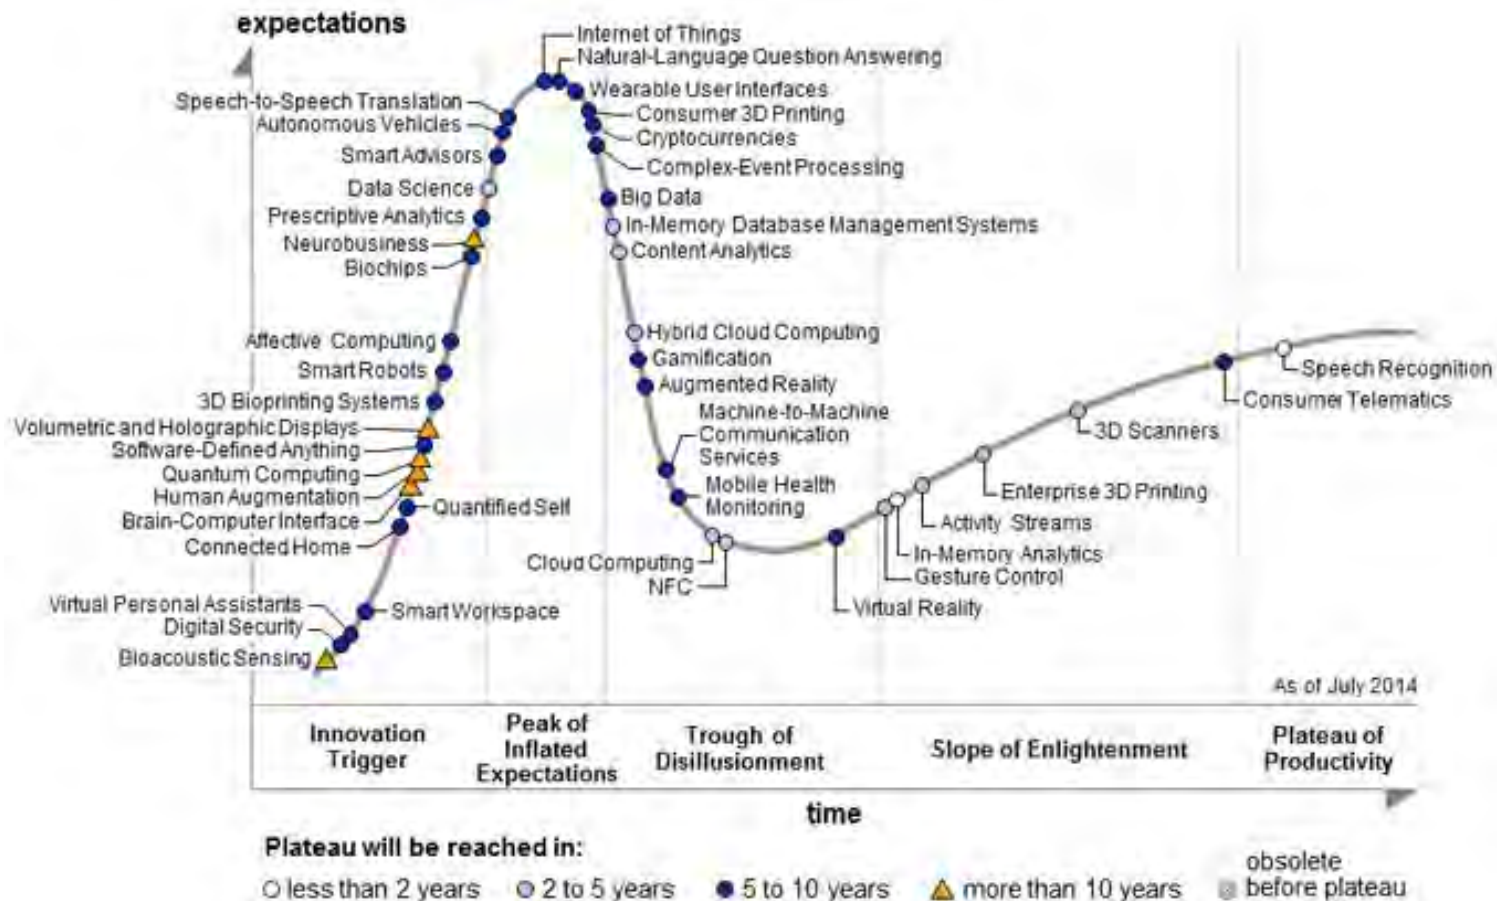 expectations
Internet of Things
Natural-Language Question Answering
Wearable User Interfaces
Consumer 3D Printing
Cryptocurrencies
Complex-Event Processing
Big Data
In-Memory Database Management Systems
Content Analytics
Hybrid Cloud Computing
Gamification
Augmented Reality
Machine-to-Machine
Communication
Services
Mobile Health
Monitoring
Speech-to-Speech Translation
Autonomous Vehicles
Smart Advisors
Data Science
Prescriptive Analytics
Neurobusiness
Biochips
Affective Computing
Smart Robots
3D Bioprinting Systems
Volumetric and Holographic Displays
Software-Defined Anything
Quantum Computing
Human Augmentation
Brain-Computer Interface
Connected Home
Quantified Self
Virtual Personal Assistants
Digital Security
Bioacoustic Sensing
Smart Workspace
Cloud Computing
NFC
Virtual Reality
Gesture Control
In-Memory Analytics
Activity Streams
Enterprise 3D Printing
3D Scanners
Consumer Telematics
Speech Recognition
As of July 2014
Innovation
Trigger
Peak of
Inflated
Expectations
Trough of
Disillusionment
Slope of Enlightenment
Plateau of
Productivity
time
Plateau will be reached in:
less than 2 years
2 to 5 years
5 to 10 years
more than 10 years
obsolete
before plateau